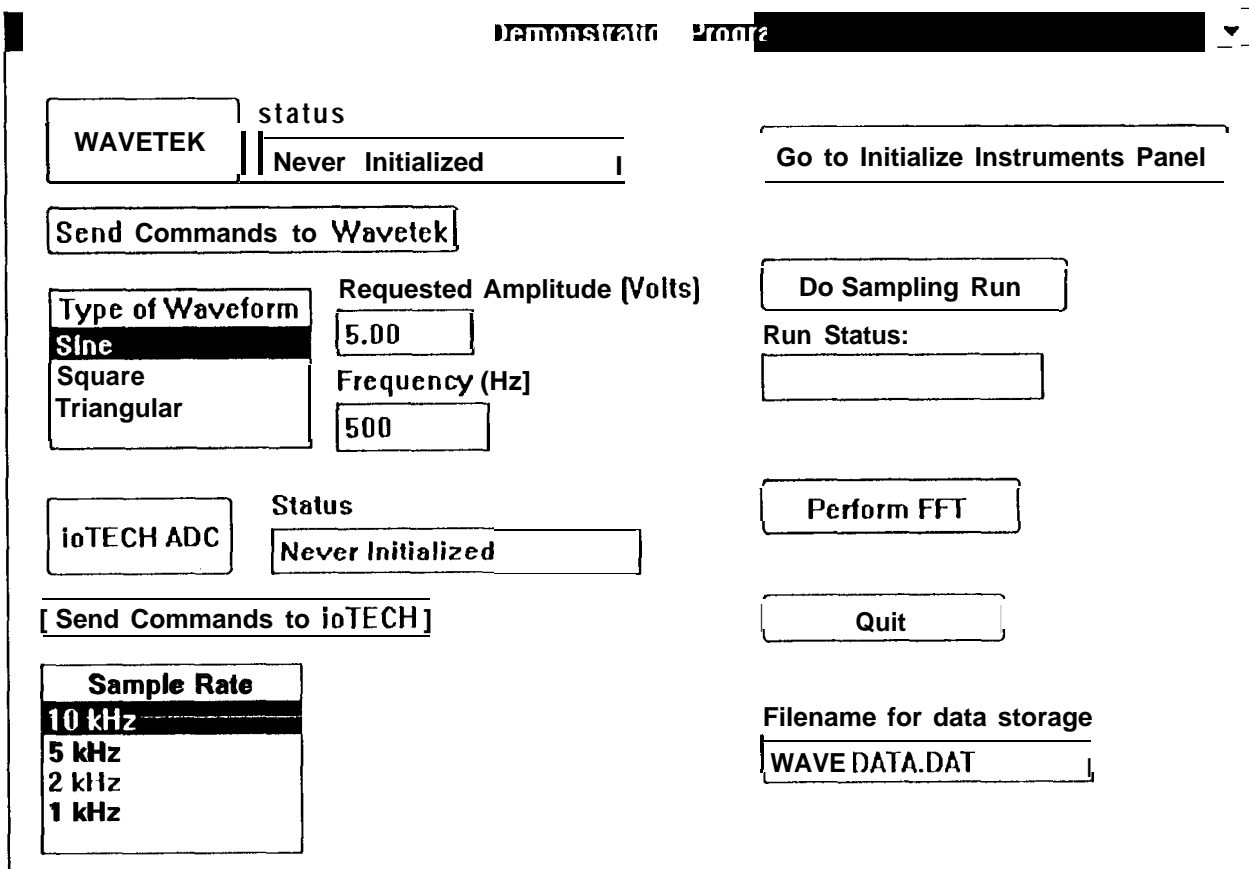 Demonstratio Progra
WAVETEK
status
Never Initialized
Send Commands to Wavetek
Type of Waveform
Sine
Square
Triangular
Requested Amplitude (Volts)
5.00
Frequency (Hz]
500
ioTECH ADC
Status
Never Initialized
[ Send Commands to ioTECH ]
Sample Rate
10 kHz
5 kHz
2 kHz
1 kHz
Go to Initialize Instruments Panel
Do Sampling Run
Run Status:
Perform FFT
Quit
Filename for data storage
WAVEDATA.DAT